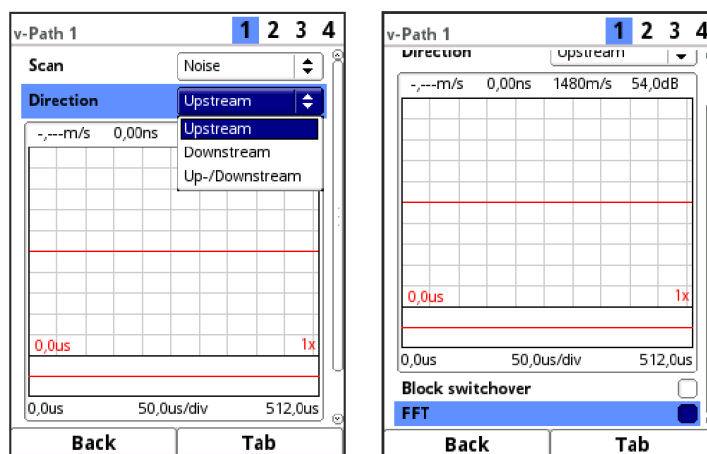 v-Path 1 1 2 3 4
Scan Noise
Direction Upstream
Upstream
Downstream
Up-/Downstream
-,---m/s 0,00ns
0,0us 1x
0,0us 50,0us/div 512,0us
Back Tab
v-Path 1 1 2 3 4
Direction Upstream
-,---m/s 0,00ns 1480m/s 54,0dB
0,0us 1x
0,0us 50,0us/div 512,0us
Block switchover
FFT
Back Tab